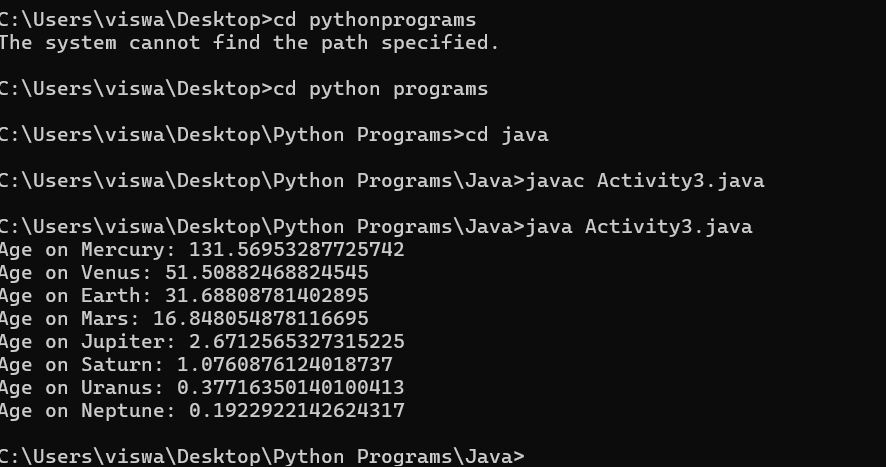 C:\Users\viswa\Desktop>cd pythonprograms
The system cannot find the path specified.
C:\Users\viswa\Desktop>cd python programs
C:\Users\viswa\Desktop\Python Programs>cd java
C:\Users\viswa\Desktop\Python Programs\Java>javac Activity3.java
C:\Users\viswa\Desktop\Python Programs\Java>java Activity3.java
Age on Mercury: 131.56953287725742
Age on Venus: 51.50882468824545
Age on Earth: 31.68808781402895
Age on Mars: 16.848054878116695
Age on Jupiter: 2.6712565327315225
Age on Saturn: 1.0760876124018737
Age on Uranus: 0.37716350140100413
Age on Neptune: 0.1922922142624317
C:\Users\viswa\Desktop\Python Programs\Java>